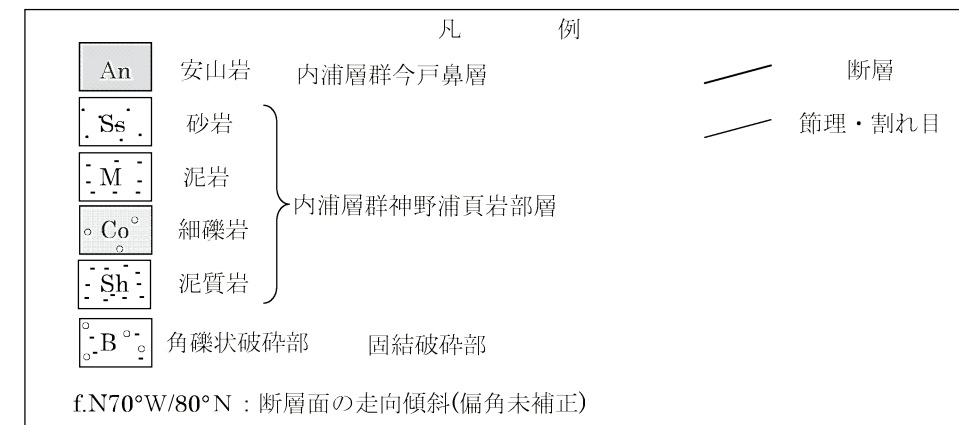 凡 例
An 安山岩 内浦層群今戸鼻層 断層
Ss 砂岩 節理・割れ目
M 泥岩
内浦層群神野浦頁岩部層
Co 細礫岩
Sh 泥質岩
B 角礫状破砕部 固結破砕部
f.N70°W/80°N：断層面の走向傾斜(偏角未補正)